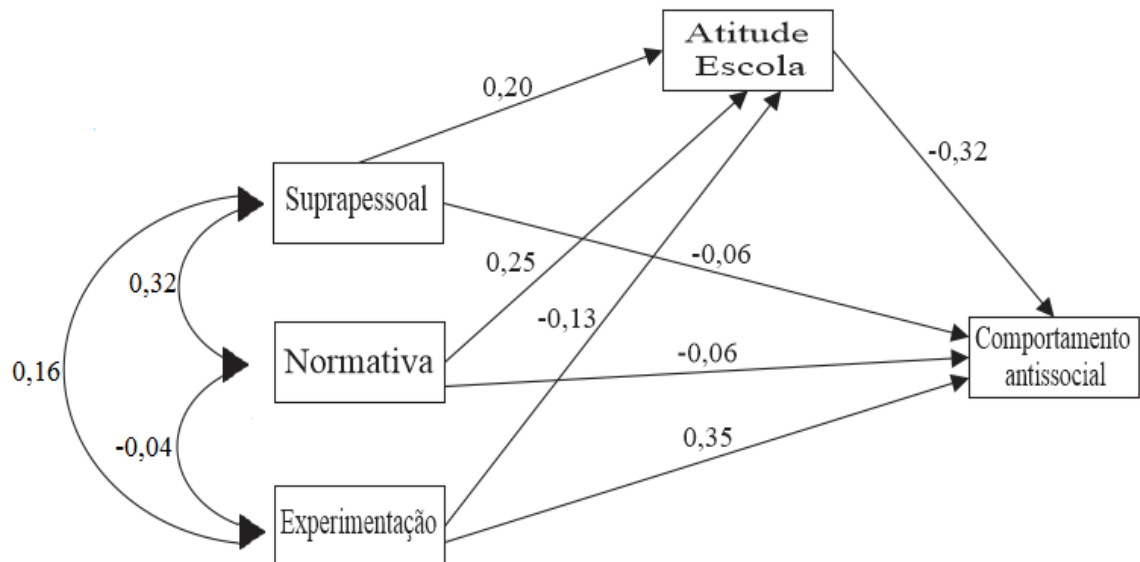 Atitude
Escola
0,20
-0,32
Suprapessoal
0,32
0,25
-0,06
-0,13
Normativa
-0,06
Comportamento
antissocial
0,16
-0,04
0,35
Experimentação